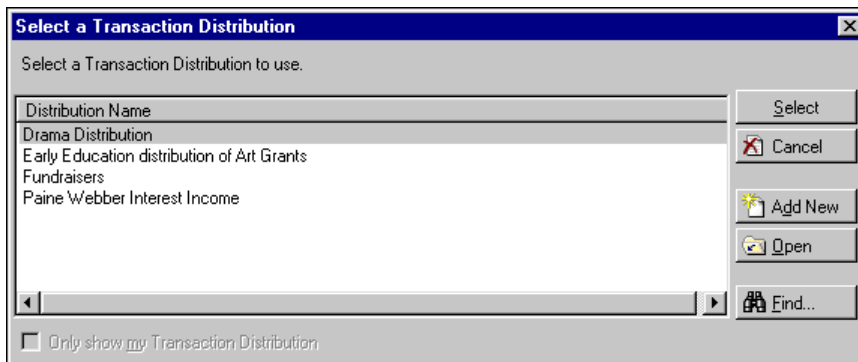 Select a Transaction Distribution
Select a Transaction Distribution to use.
Distribution Name
Drama Distribution
Early Education distribution of Art Grants
Fundraisers
Paine Webber Interest Income
Select
Cancel
Add New
Open
Find...
Only show my Transaction Distribution